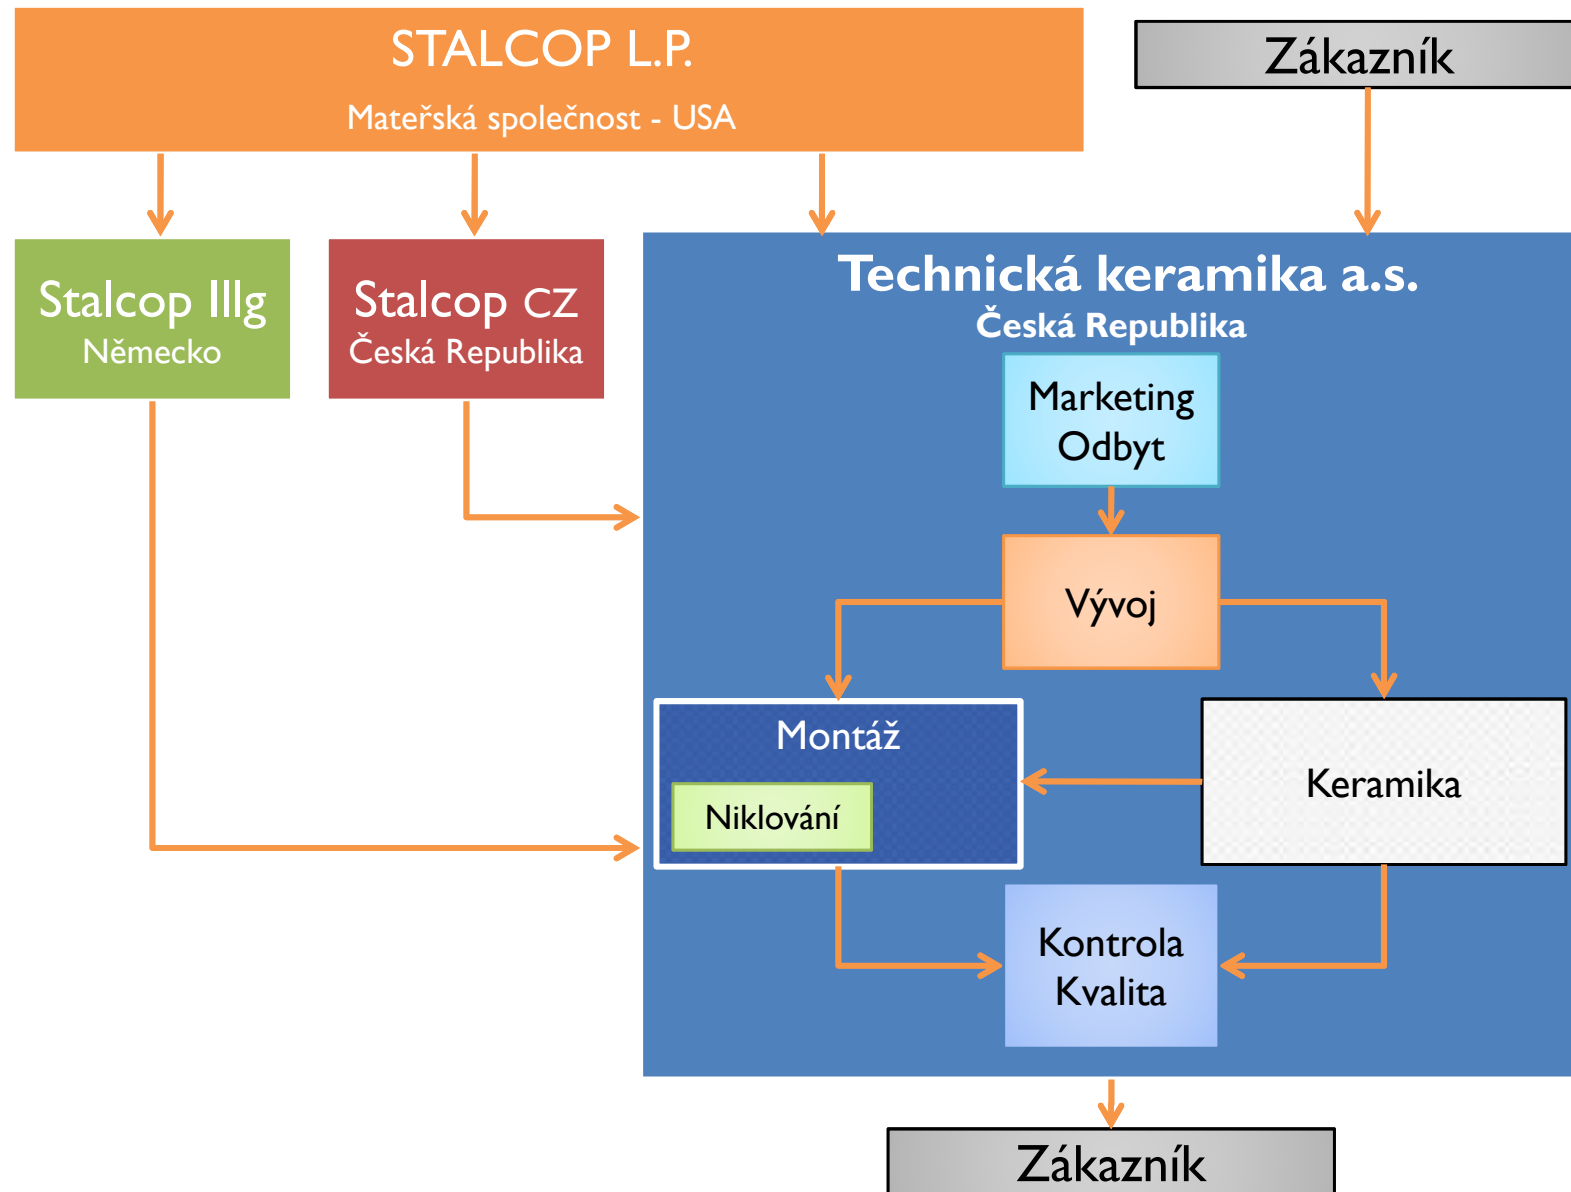 STALCOP L.P.
Mateřská společnost - USA
Zákazník
Stalcop Illg
Německo
Stalcop CZ
Česká Republika
Technická keramika a.s.
Česká Republika
Marketing
Odbyt
Vývoj
Montáž
Niklování
Keramika
Kontrola
Kvalita
Zákazník